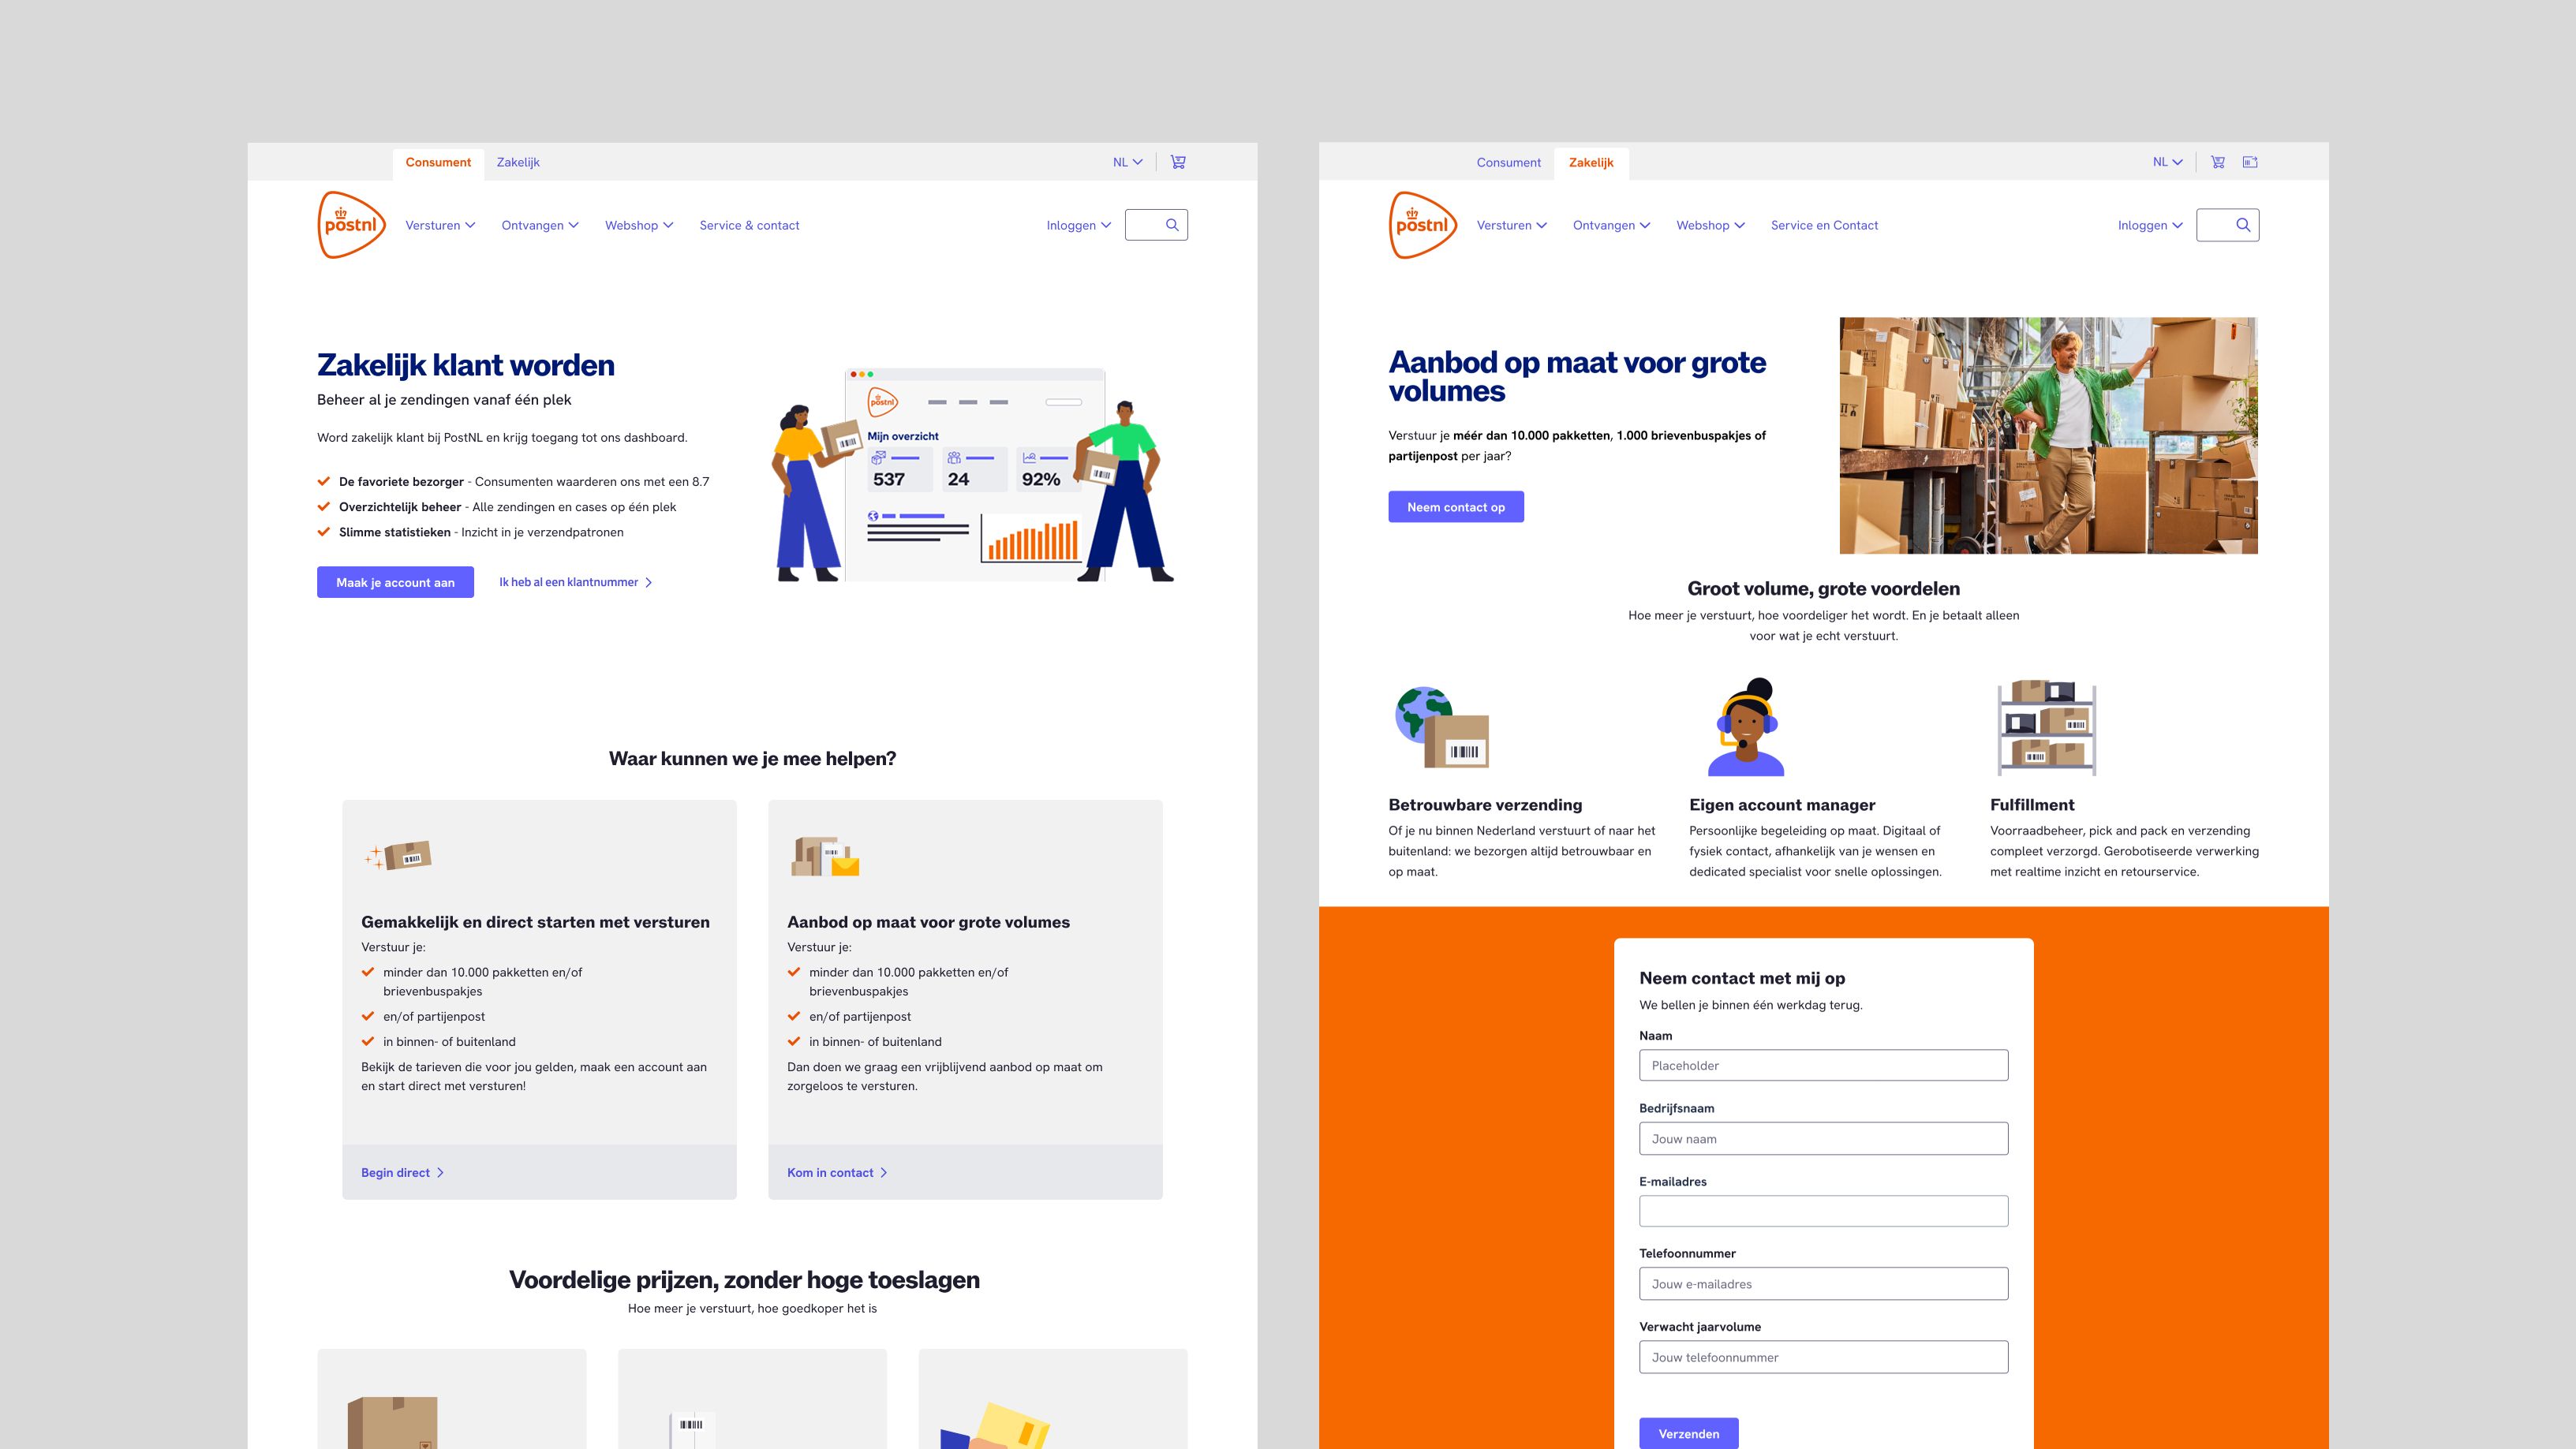 Consument
Zakelijk
NL
postnl
Versturen
Ontvangen
Webshop
Service & contact
Inloggen
Zakelijk klant worden
Beheer al je zendingen vanaf één plek
Word zakelijk klant bij PostNL en krijg toegang tot ons dashboard.
De favoriete bezorger - Consumenten waarderen ons met een 8.7
Overzichtelijk beheer - Alle zendingen en cases op één plek
Slimme statistieken - Inzicht in je verzendpatronen
Maak je account aan
Ik heb al een klantnummer
postnl
Mijn overzicht
537
24
92%
Waar kunnen we je mee helpen?
Gemakkelijk en direct starten met versturen
Verstuur je:
minder dan 10.000 pakketten en/of
brievenbuspakjes
en/of partijenpost
in binnen- of buitenland
Bekijk de tarieven die voor jou gelden, maak een account aan
en start direct met versturen!
Begin direct
Aanbod op maat voor grote volumes
Verstuur je:
minder dan 10.000 pakketten en/of
brievenbuspakjes
en/of partijenpost
in binnen- of buitenland
Dan doen we graag een vrijblijvend aanbod op maat om
zorgeloos te versturen.
Kom in contact
Voordelige prijzen, zonder hoge toeslagen
Hoe meer je verstuurt, hoe goedkoper het is
Consument
Zakelijk
NL
postnl
Versturen
Ontvangen
Webshop
Service en Contact
Inloggen
Aanbod op maat voor grote
volumes
Verstuur je méér dan 10.000 pakketten, 1.000 brievenbuspakjes of
partijenpost per jaar?
Neem contact op
Groot volume, grote voordelen
Hoe meer je verstuurt, hoe voordeliger het wordt. En je betaalt alleen
voor wat je echt verstuurt.
Betrouwbare verzending
Of je nu binnen Nederland verstuurt of naar het
buitenland: we bezorgen altijd betrouwbaar en
op maat.
Eigen account manager
Persoonlijke begeleiding op maat. Digitaal of
fysiek contact, afhankelijk van je wensen en
dedicated specialist voor snelle oplossingen.
Fulfillment
Voorraadbeheer, pick and pack en verzending
compleet verzorgd. Gerobotiseerde verwerking
met realtime inzicht en retourservice.
Neem contact met mij op
We bellen je binnen één werkdag terug.
Naam
Placeholder
Bedrijfsnaam
Jouw naam
E-mailadres
Telefoonnummer
Jouw e-mailadres
Verwacht jaarvolume
Jouw telefoonnummer
Verzenden